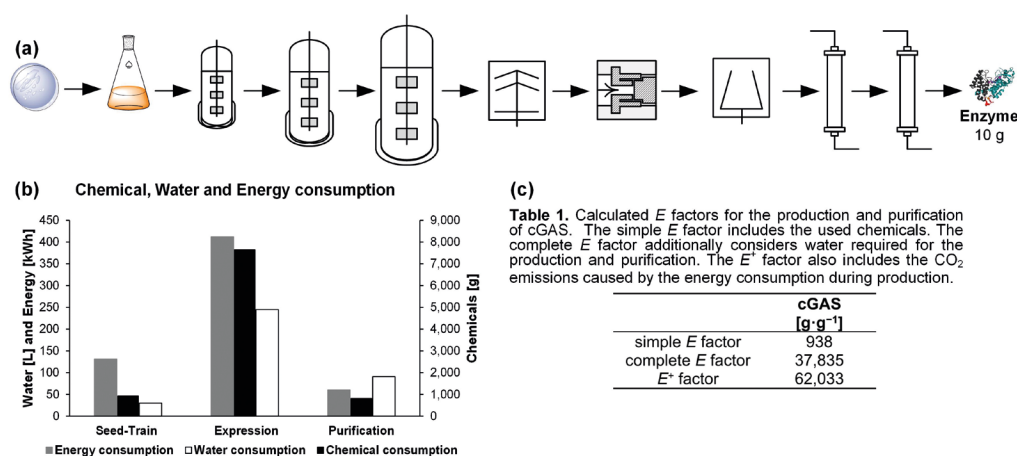 (a)
Enzyme
10 g
(b)
Chemical, Water and Energy consumption
Water [L] and Energy [kWh]
450
400
350
300
250
200
150
100
50
0
9,000
8,000
7,000
6,000
5,000
4,000
3,000
2,000
1,000
0
Chemicals [g]
Seed-Train Expression Purification
Energy consumption Water consumption Chemical consumption
(c)
Table 1. Calculated E factors for the production and purification
of cGAS. The simple E factor includes the used chemicals. The
complete E factor additionally considers water required for the
production and purification. The E⁺ factor also includes the CO₂
emissions caused by the energy consumption during production.
cGAS
[g·g⁻¹]
simple E factor 938
complete E factor 37,835
E⁺ factor 62,033